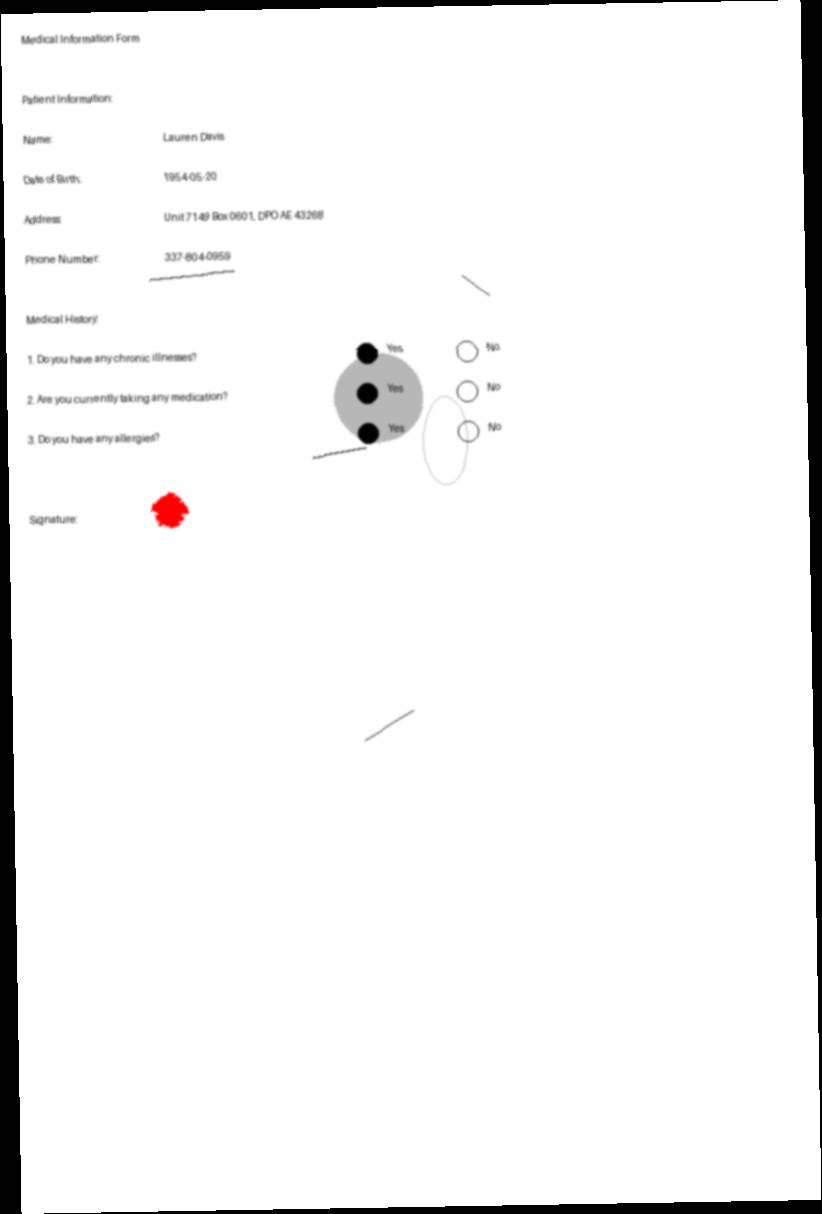 Medical Information Form
Patient Information:
Name: Lauren Davis
Date of Birth: 1954-05-20
Address: Unit 7149 Box 0601, DPO AE 43268
Phone Number: 337-804-0959
Medical History:
1. Do you have any chronic illnesses? Yes No
2. Are you currently taking any medication? Yes No
3. Do you have any allergies? Yes No
Signature: